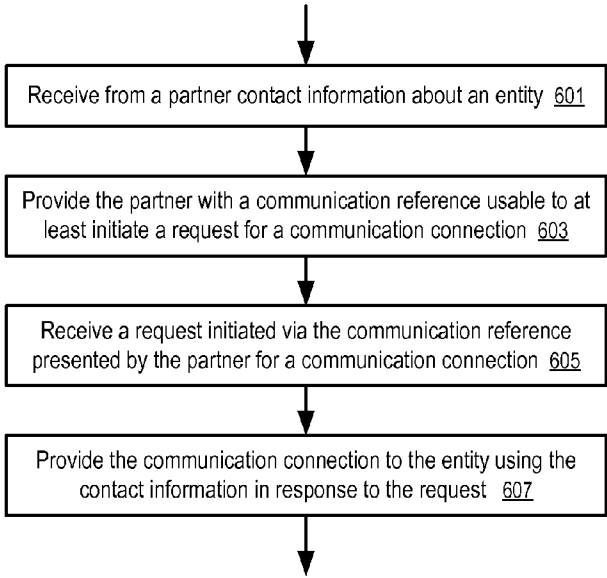 Receive from a partner contact information about an entity 601
Provide the partner with a communication reference usable to at
least initiate a request for a communication connection 603
Receive a request initiated via the communication reference
presented by the partner for a communication connection 605
Provide the communication connection to the entity using the
contact information in response to the request 607